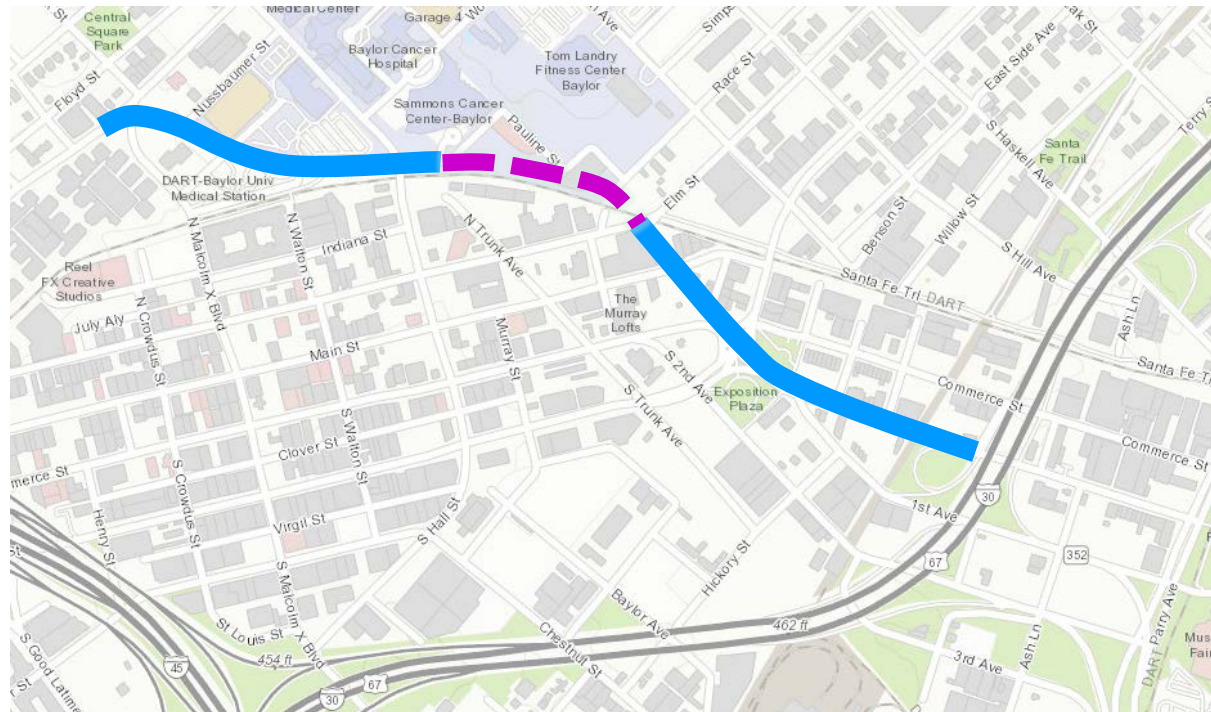 Medical Center
Central
Square
Park
Garage 4
Baylor Cancer
Hospital
Tom Landry
Fitness Center
Baylor
Race St
East Side Ave
Floyd St
Nussbaumer St
Sammons Cancer
Center-Baylor
Pauline St
S Haskell Ave
Santa
Fe Trail
DART-Baylor Univ
Medical Station
Elm St
Benson St
Willow St
S Hill Ave
N Malcolm X Blvd
N Walton St
Indiana St
N Trunk Ave
Reel
FX Creative
Studios
N Crowdus St
July Aly
Main St
Murray St
The
Murray
Lofts
Santa Fe Trl DART
Ash Ln
Santa Fe Tr
S 2nd Ave
Exposition
Plaza
Commerce St
Commerce St
S Trunk Ave
S Walton St
Clover St
merce St
S Crowdus St
Henry St
Virgil St
S Hall St
1st Ave
30
67
352
Hickory St
Baylor Ave
S Malcolm X Blvd
St Louis St
454 ft
462 ft
Chestnut St
3rd Ave
Ash Ln
DART
Parry Ave
Mus
Fair
S Good Latime
45
30
67